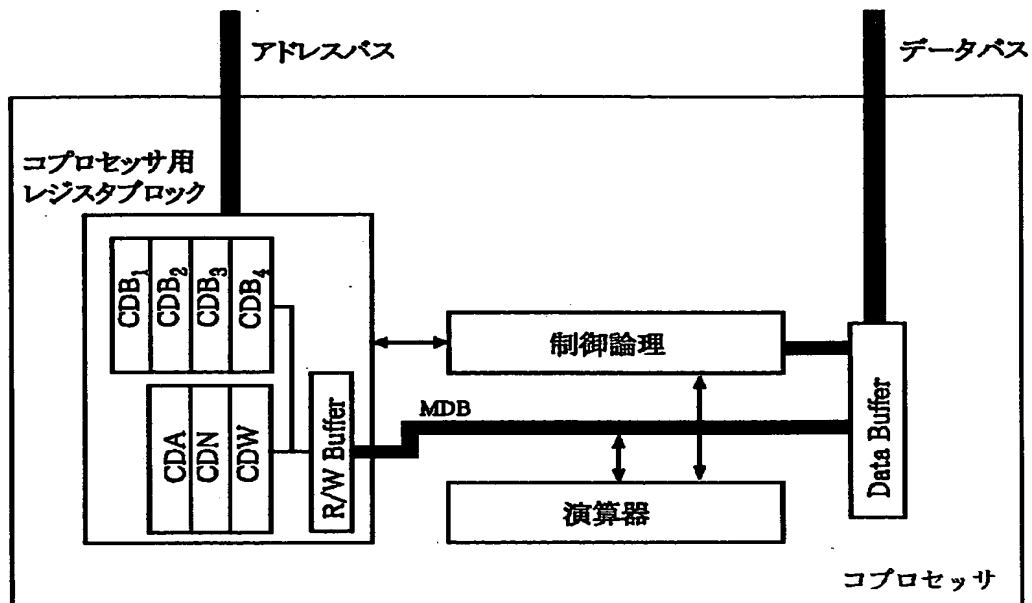 アドレスバス
データバス
コプロセッサ用
レジスタブロック
CDB1
CDB2
CDB3
CDB4
CDA
CDN
CDW
R/W Buffer
制御論理
MDB
演算器
Data Buffer
コプロセッサ